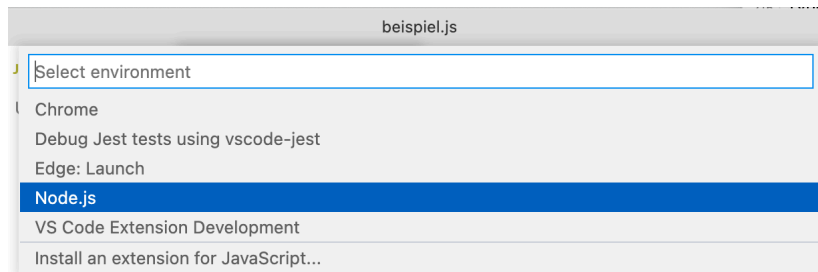 beispiel.js
Select environment
Chrome
Debug Jest tests using vscode-jest
Edge: Launch
Node.js
VS Code Extension Development
Install an extension for JavaScript...